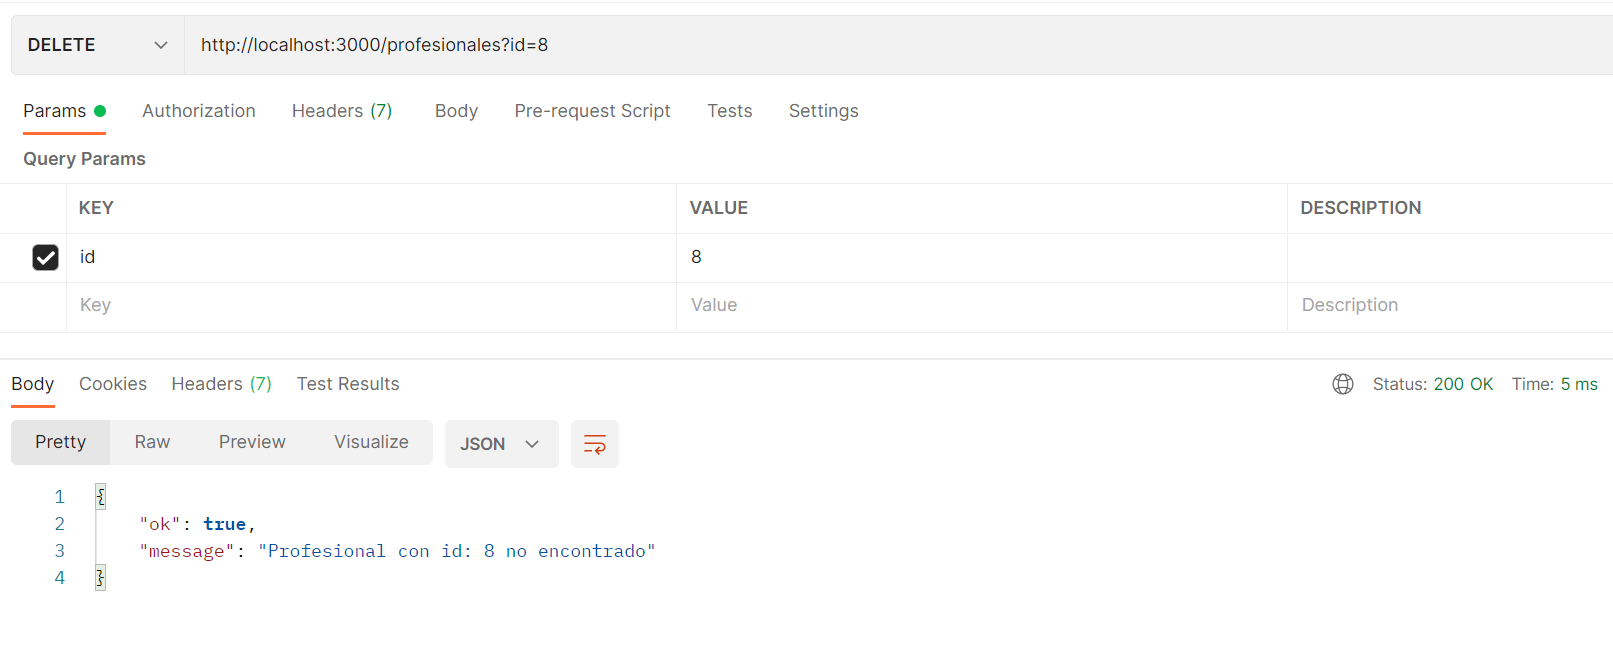 DELETE http://localhost:3000/profesionales?id=8
Params Authorization Headers (7) Body Pre-request Script Tests Settings
Query Params
KEY VALUE DESCRIPTION
id 8
Key Value Description
Body Cookies Headers (7) Test Results Status: 200 OK Time: 5 ms
Pretty Raw Preview Visualize JSON
1 {
2 "ok": true,
3 "message": "Profesional con id: 8 no encontrado"
4 }